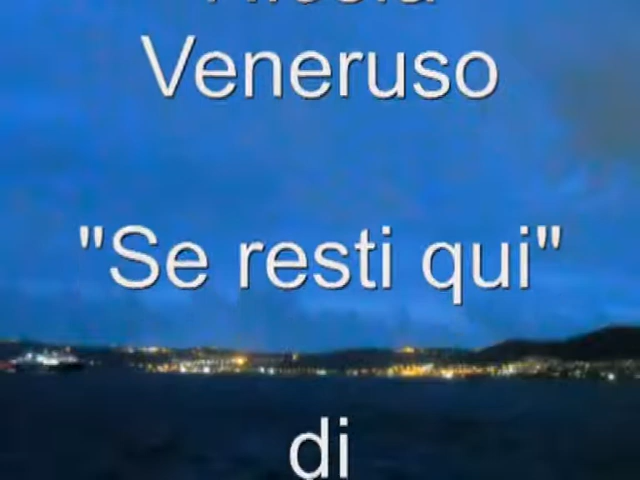 Veneruso
"Se resti qui"
di